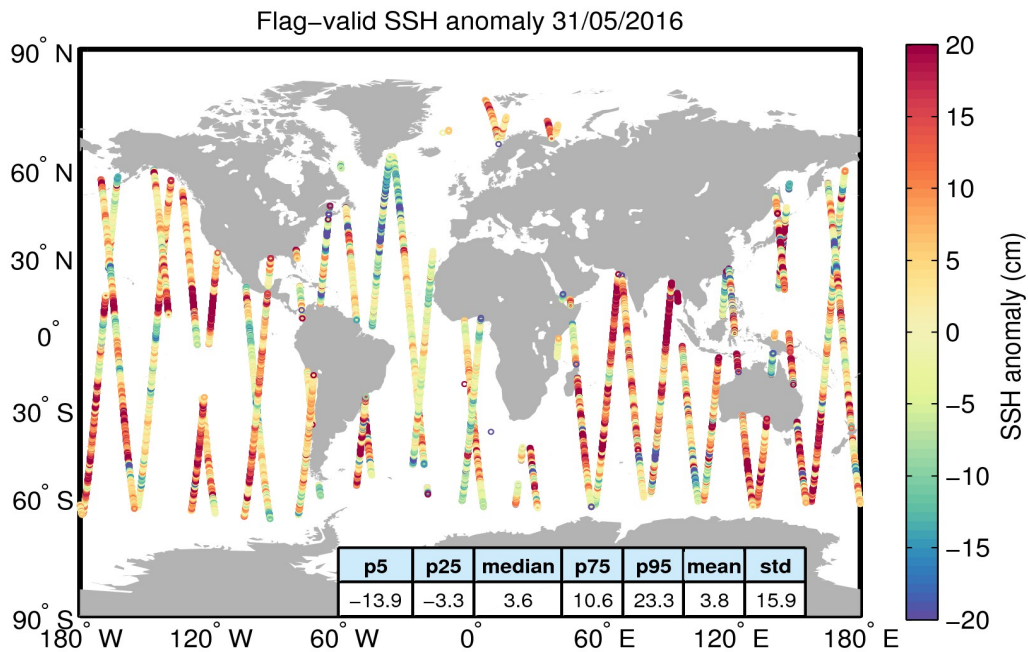 Flag−valid SSH anomaly 31/05/2016
90° N
60° N
30° N
0°
30° S
60° S
90° S
180° W
120° W
60° W
0°
60° E
120° E
180° E
p5 p25 median p75 p95 mean std
−13.9 −3.3 3.6 10.6 23.3 3.8 15.9
20
15
10
5
0
−5
−10
−15
−20
SSH anomaly (cm)